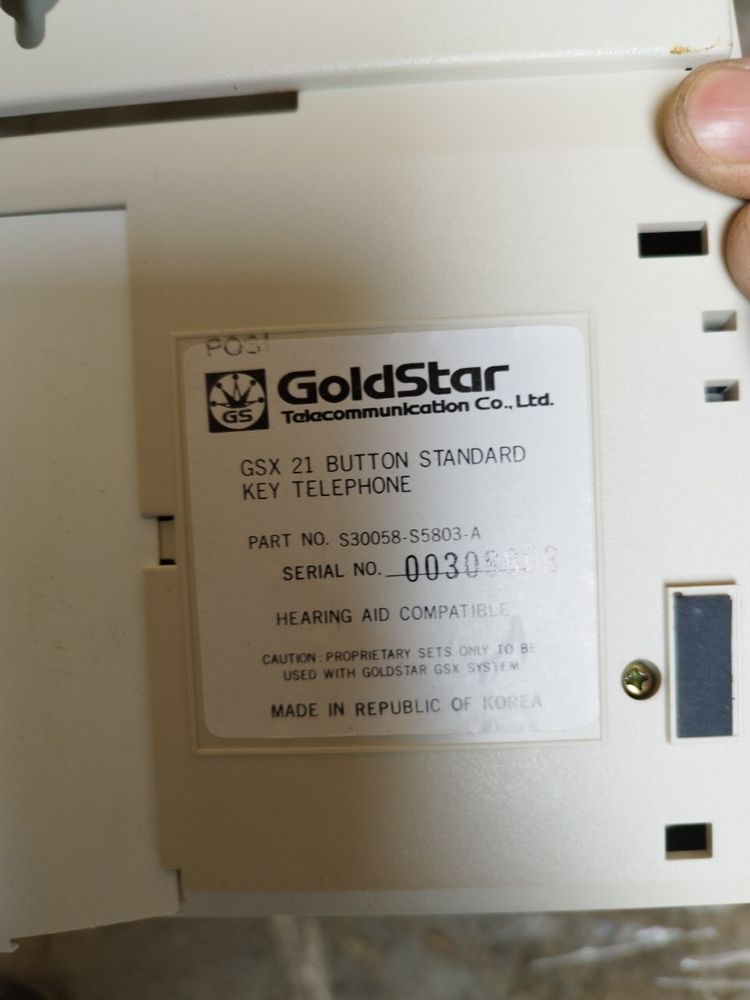 GS
GoldStar
Telecommunication Co., Ltd.
GSX 21 BUTTON STANDARD
KEY TELEPHONE
PART NO. S30058-S5803-A
SERIAL NO.
HEARING AID COMPATIBLE
CAUTION: PROPRIETARY SETS ONLY TO BE
USED WITH GOLDSTAR GSX SYSTEM
MADE IN REPUBLIC OF KOREA